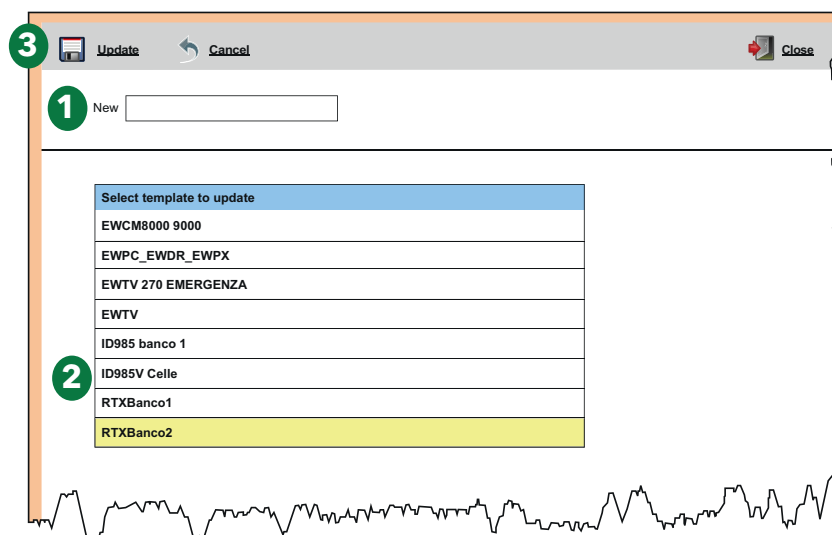 3 Update Cancel Close
1 New
Select template to update
EWCM8000 9000
EWPC_EWDR_EWPX
EWTV 270 EMERGENZA
EWTV
ID985 banco 1
2 ID985V Celle
RTXBanco1
RTXBanco2